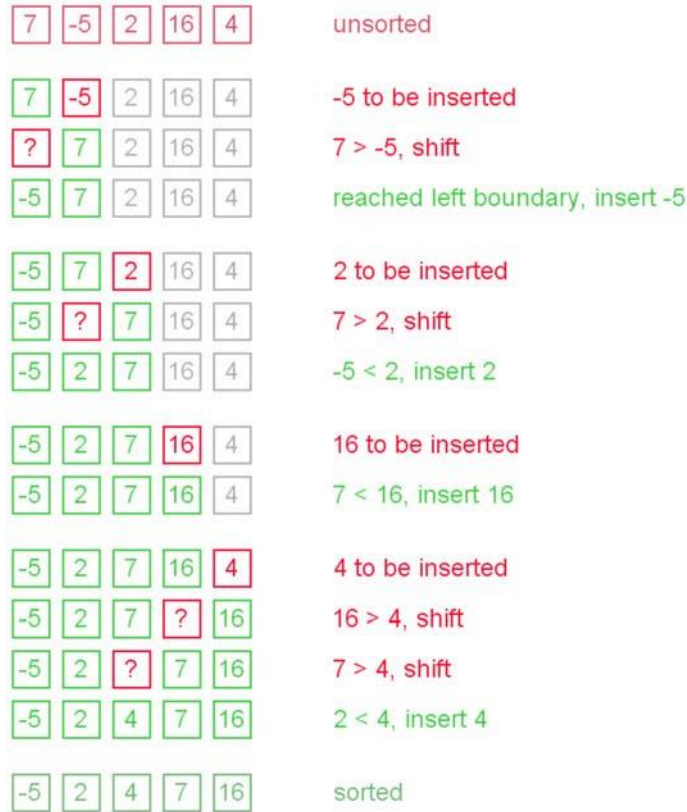 7 -5 2 16 4 unsorted
7 -5 2 16 4 -5 to be inserted
? 7 2 16 4 7 > -5, shift
-5 7 2 16 4 reached left boundary, insert -5
-5 7 2 16 4 2 to be inserted
-5 ? 7 16 4 7 > 2, shift
-5 2 7 16 4 -5 < 2, insert 2
-5 2 7 16 4 16 to be inserted
-5 2 7 16 4 7 < 16, insert 16
-5 2 7 16 4 4 to be inserted
-5 2 7 ? 16 16 > 4, shift
-5 2 ? 7 16 7 > 4, shift
-5 2 4 7 16 2 < 4, insert 4
-5 2 4 7 16 sorted